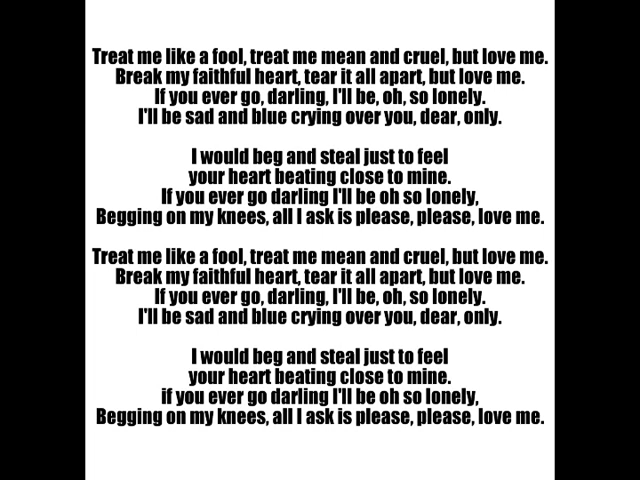 Treat me like a fool, treat me mean and cruel, but love me.
Break my faithful heart, tear it all apart, but love me.
If you ever go, darling, I'll be, oh, so lonely.
I'll be sad and blue crying over you, dear, only.
I would beg and steal just to feel
your heart beating close to mine.
If you ever go darling I'll be oh so lonely,
Begging on my knees, all I ask is please, please, love me.
Treat me like a fool, treat me mean and cruel, but love me.
Break my faithful heart, tear it all apart, but love me.
If you ever go, darling, I'll be, oh, so lonely.
I'll be sad and blue crying over you, dear, only.
I would beg and steal just to feel
your heart beating close to mine.
if you ever go darling I'll be oh so lonely,
Begging on my knees, all I ask is please, please, love me.